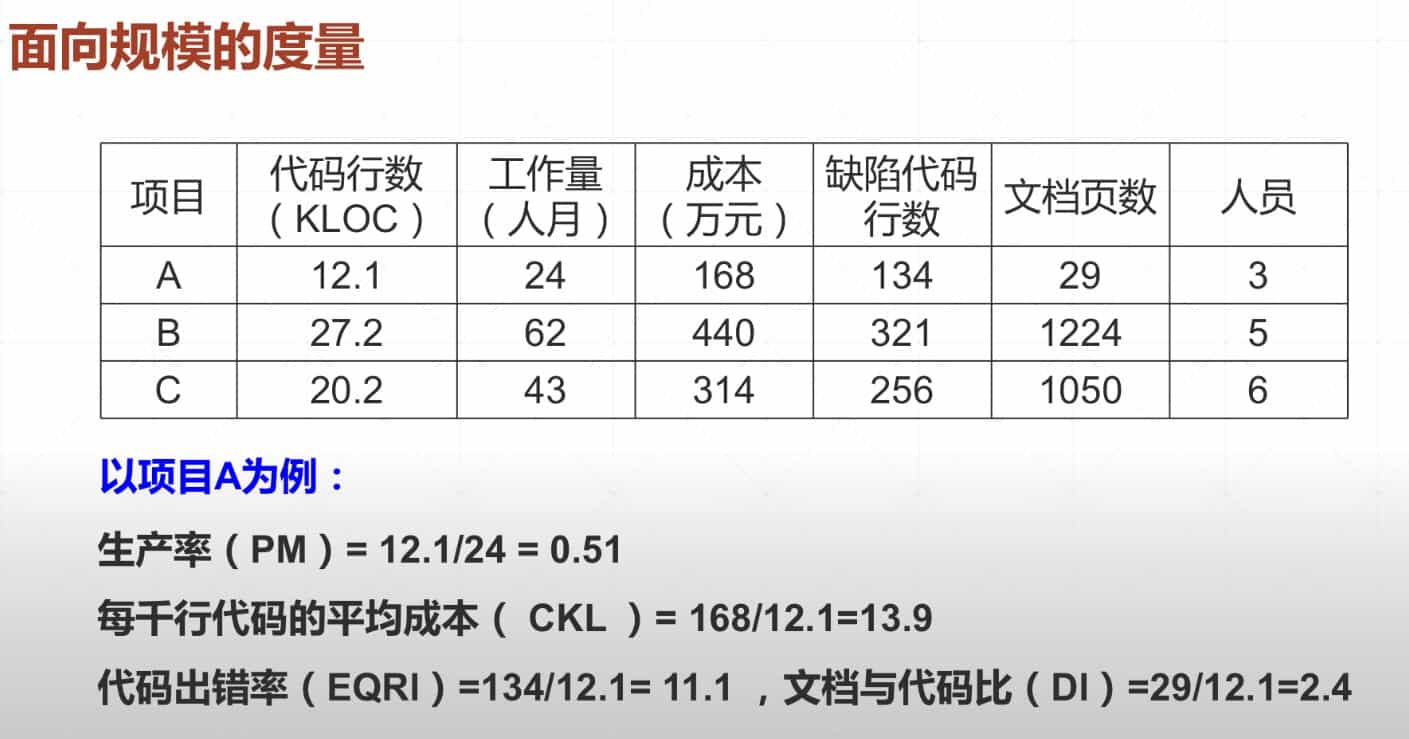 面向规模的度量
项目 代码行数（KLOC） 工作量（人月） 成本（万元） 缺陷代码行数 文档页数 人员
A 12.1 24 168 134 29 3
B 27.2 62 440 321 1224 5
C 20.2 43 314 256 1050 6
以项目A为例：
生产率（PM）= 12.1/24 = 0.51
每千行代码的平均成本（ CKL ）= 168/12.1=13.9
代码出错率（EQRI）=134/12.1= 11.1 ，文档与代码比（DI）=29/12.1=2.4